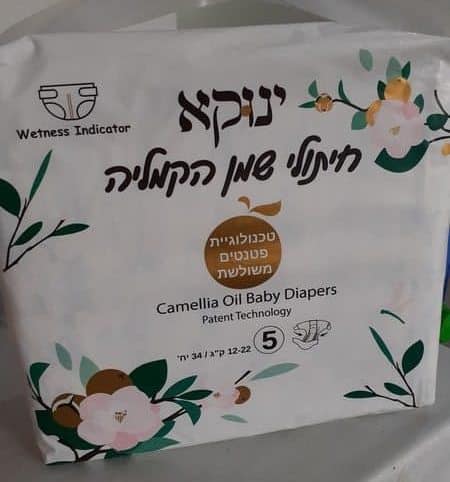 Wetness Indicator
ינוקא
חיתולי שמן הקמליה
טכנולוגיית
פטנטים
משולשת
Camellia Oil Baby Diapers
Patent Technology
5
12-22 ק"ג / 34 יח'